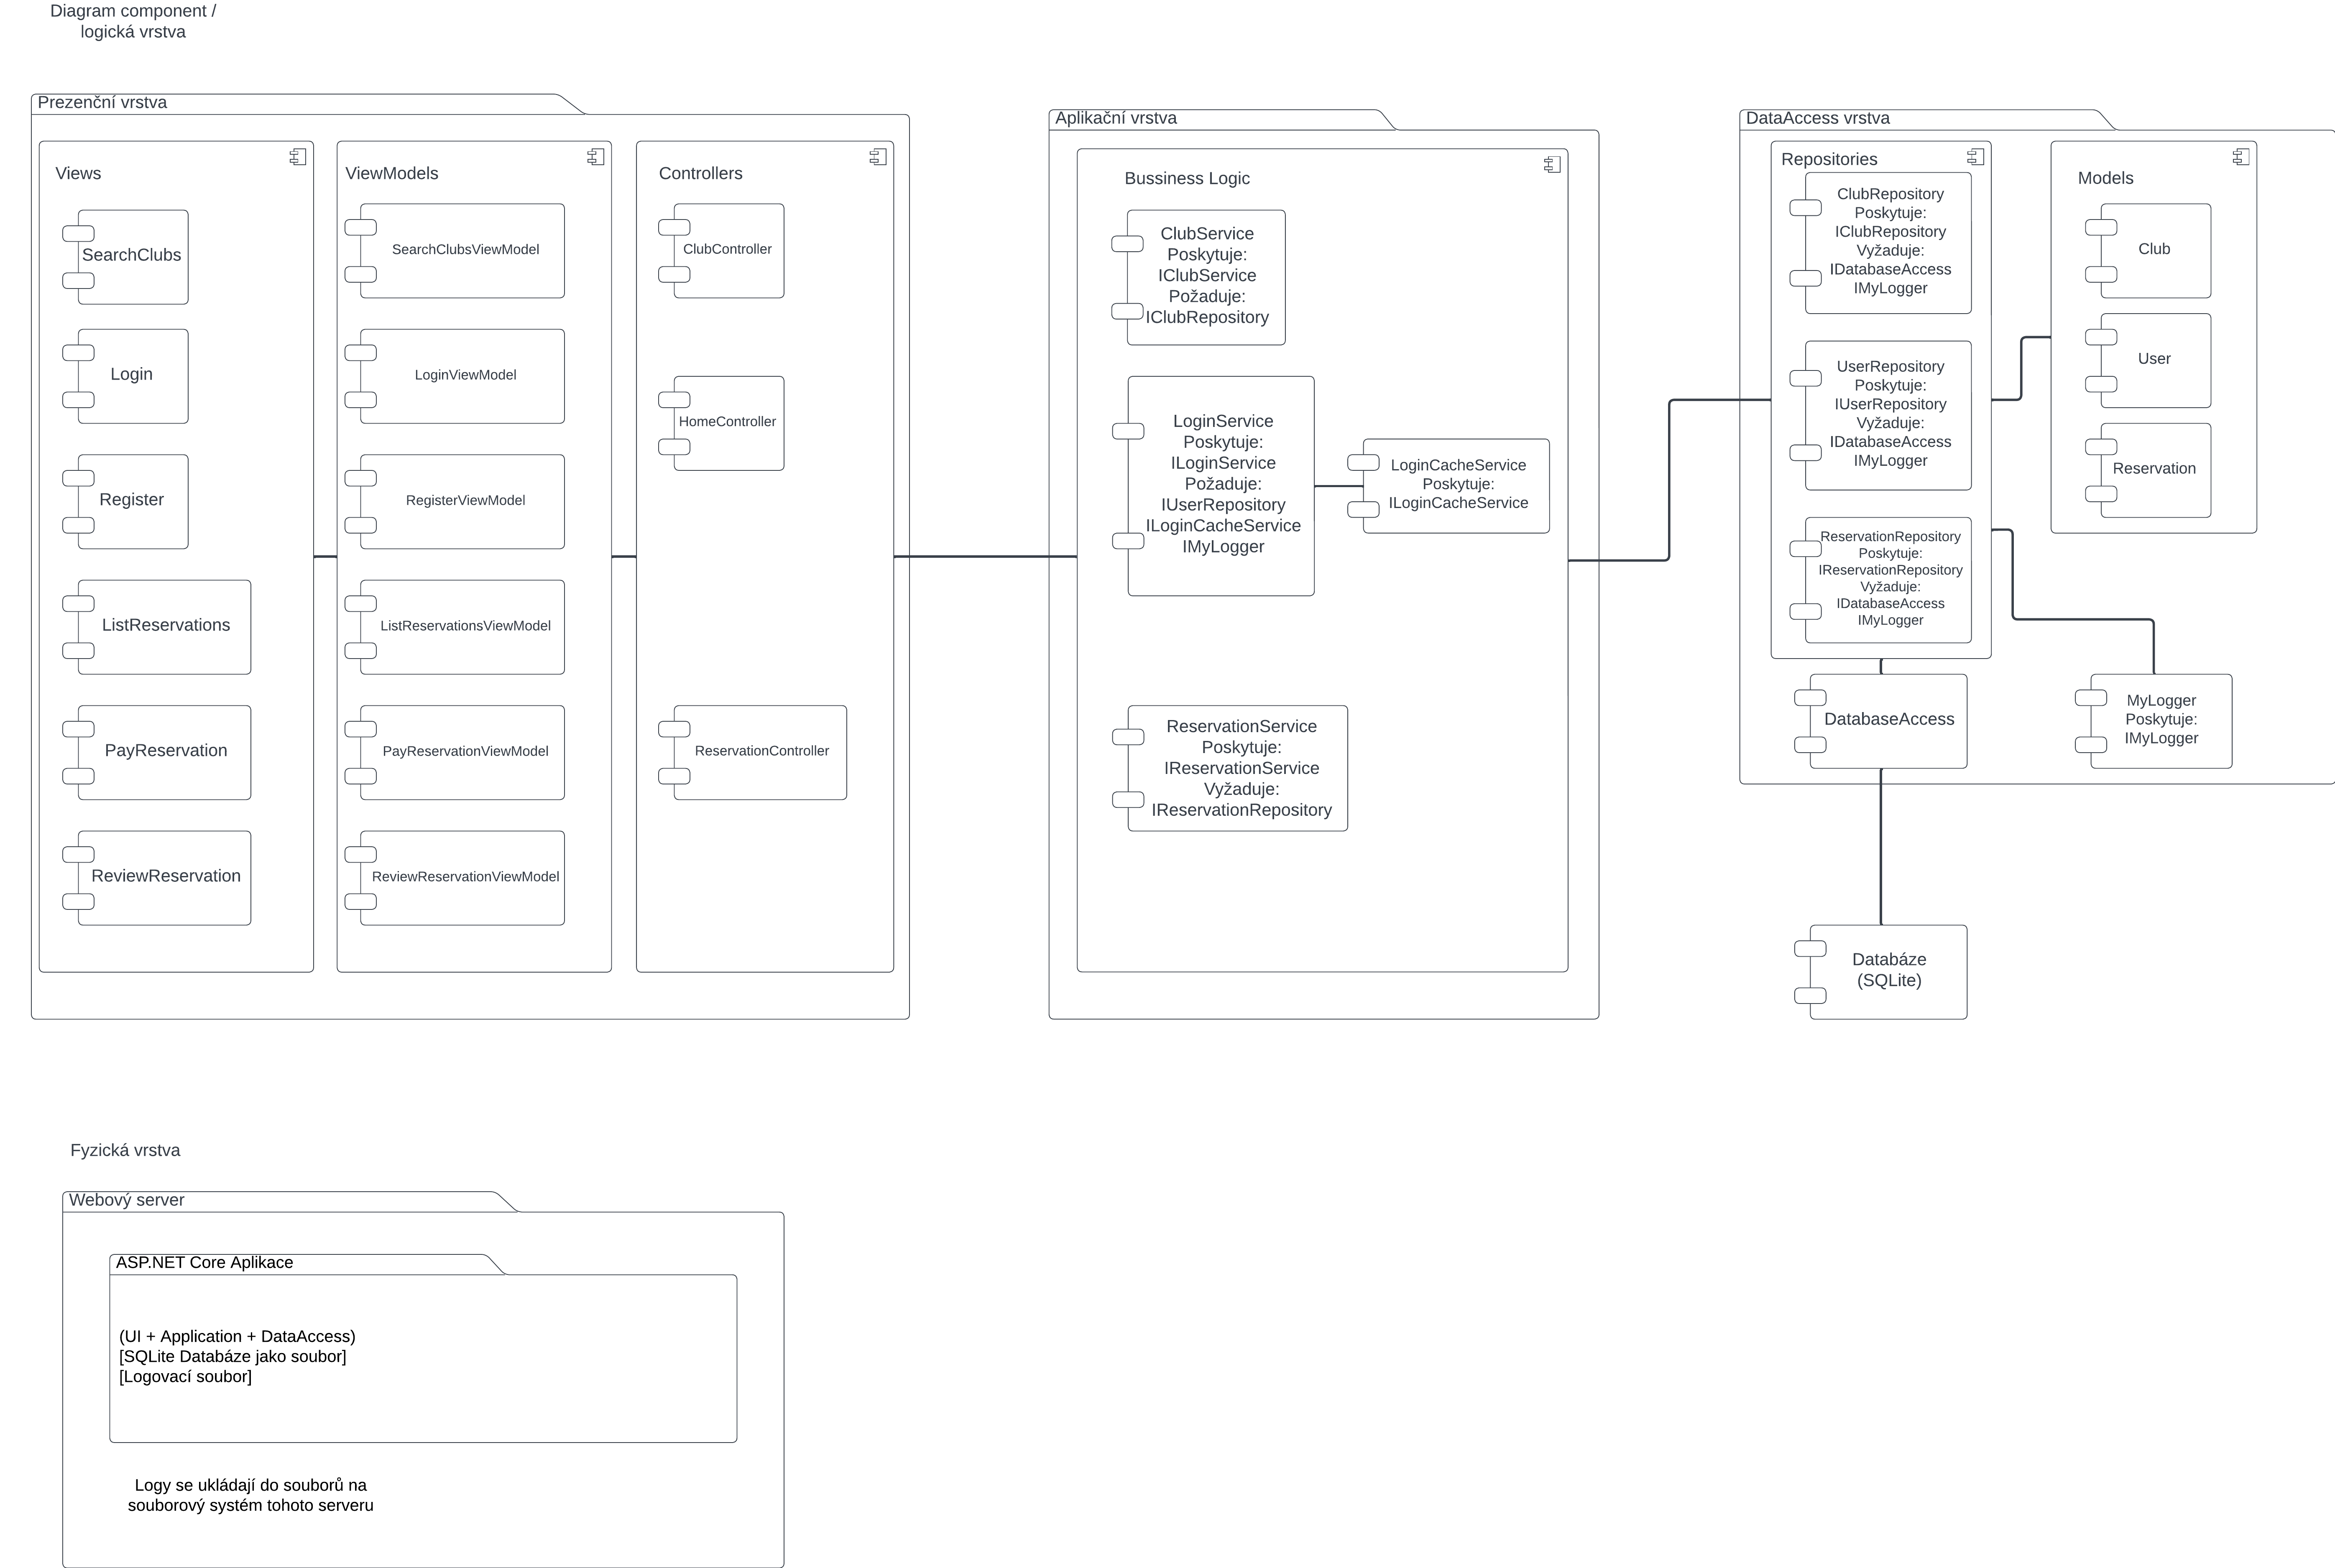 Diagram component /
logická vrstva
Prezenční vrstva
Views
SearchClubs
Login
Register
ListReservations
PayReservation
ReviewReservation
ViewModels
SearchClubsViewModel
LoginViewModel
RegisterViewModel
ListReservationsViewModel
PayReservationViewModel
ReviewReservationViewModel
Controllers
ClubController
HomeController
ReservationController
Aplikační vrstva
Bussiness Logic
ClubService
Poskytuje:
IClubService
Požaduje:
IClubRepository
LoginService
Poskytuje:
ILoginService
Požaduje:
IUserRepository
ILoginCacheService
IMyLogger
LoginCacheService
Poskytuje:
ILoginCacheService
ReservationService
Poskytuje:
IReservationService
Vyžaduje:
IReservationRepository
DataAccess vrstva
Repositories
ClubRepository
Poskytuje:
IClubRepository
Vyžaduje:
IDatabaseAccess
IMyLogger
UserRepository
Poskytuje:
IUserRepository
Vyžaduje:
IDatabaseAccess
IMyLogger
ReservationRepository
Poskytuje:
IReservationRepository
Vyžaduje:
IDatabaseAccess
IMyLogger
Models
Club
User
Reservation
DatabaseAccess
MyLogger
Poskytuje:
IMyLogger
Databáze
(SQLite)
Fyzická vrstva
Webový server
ASP.NET Core Aplikace
(UI + Application + DataAccess)
[SQLite Databáze jako soubor]
[Logovací soubor]
Logy se ukládají do souborů na
souborový systém tohoto serveru